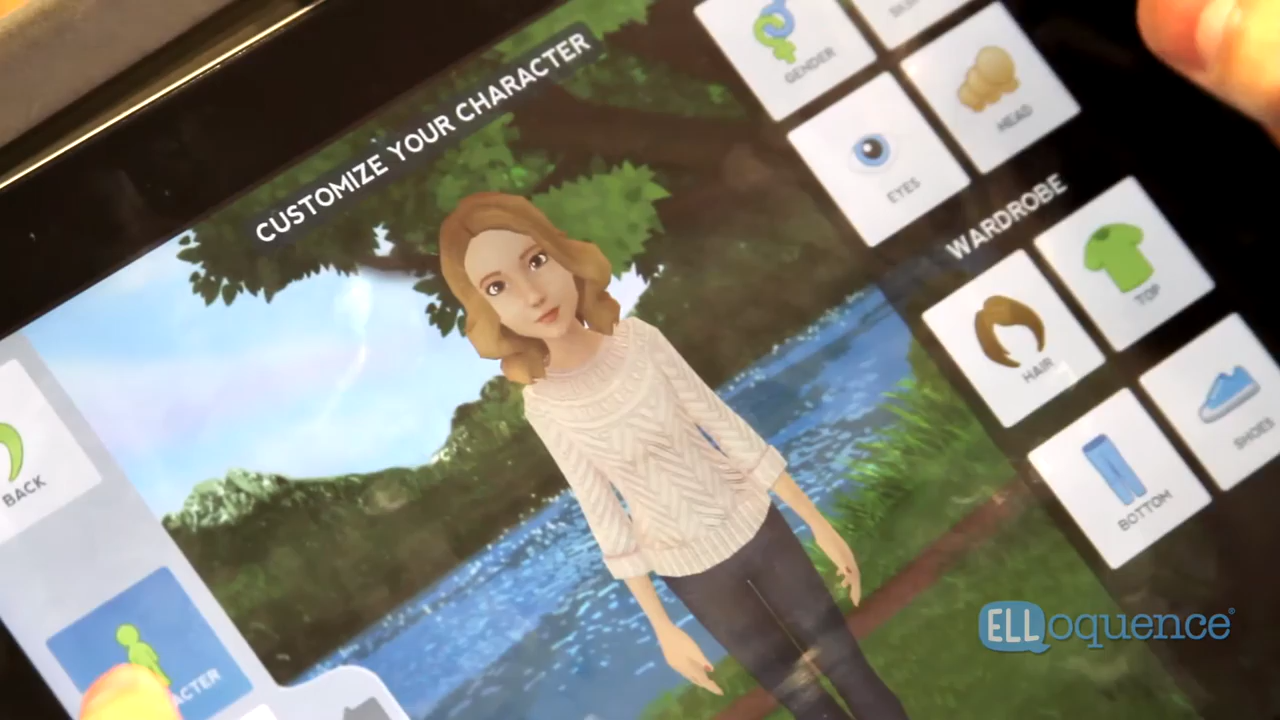 CUSTOMIZE YOUR CHARACTER
GENDER
HEAD
EYES
WARDROBE
HAIR
TOP
BOTTOM
SHOES
BACK
ELLoquence®